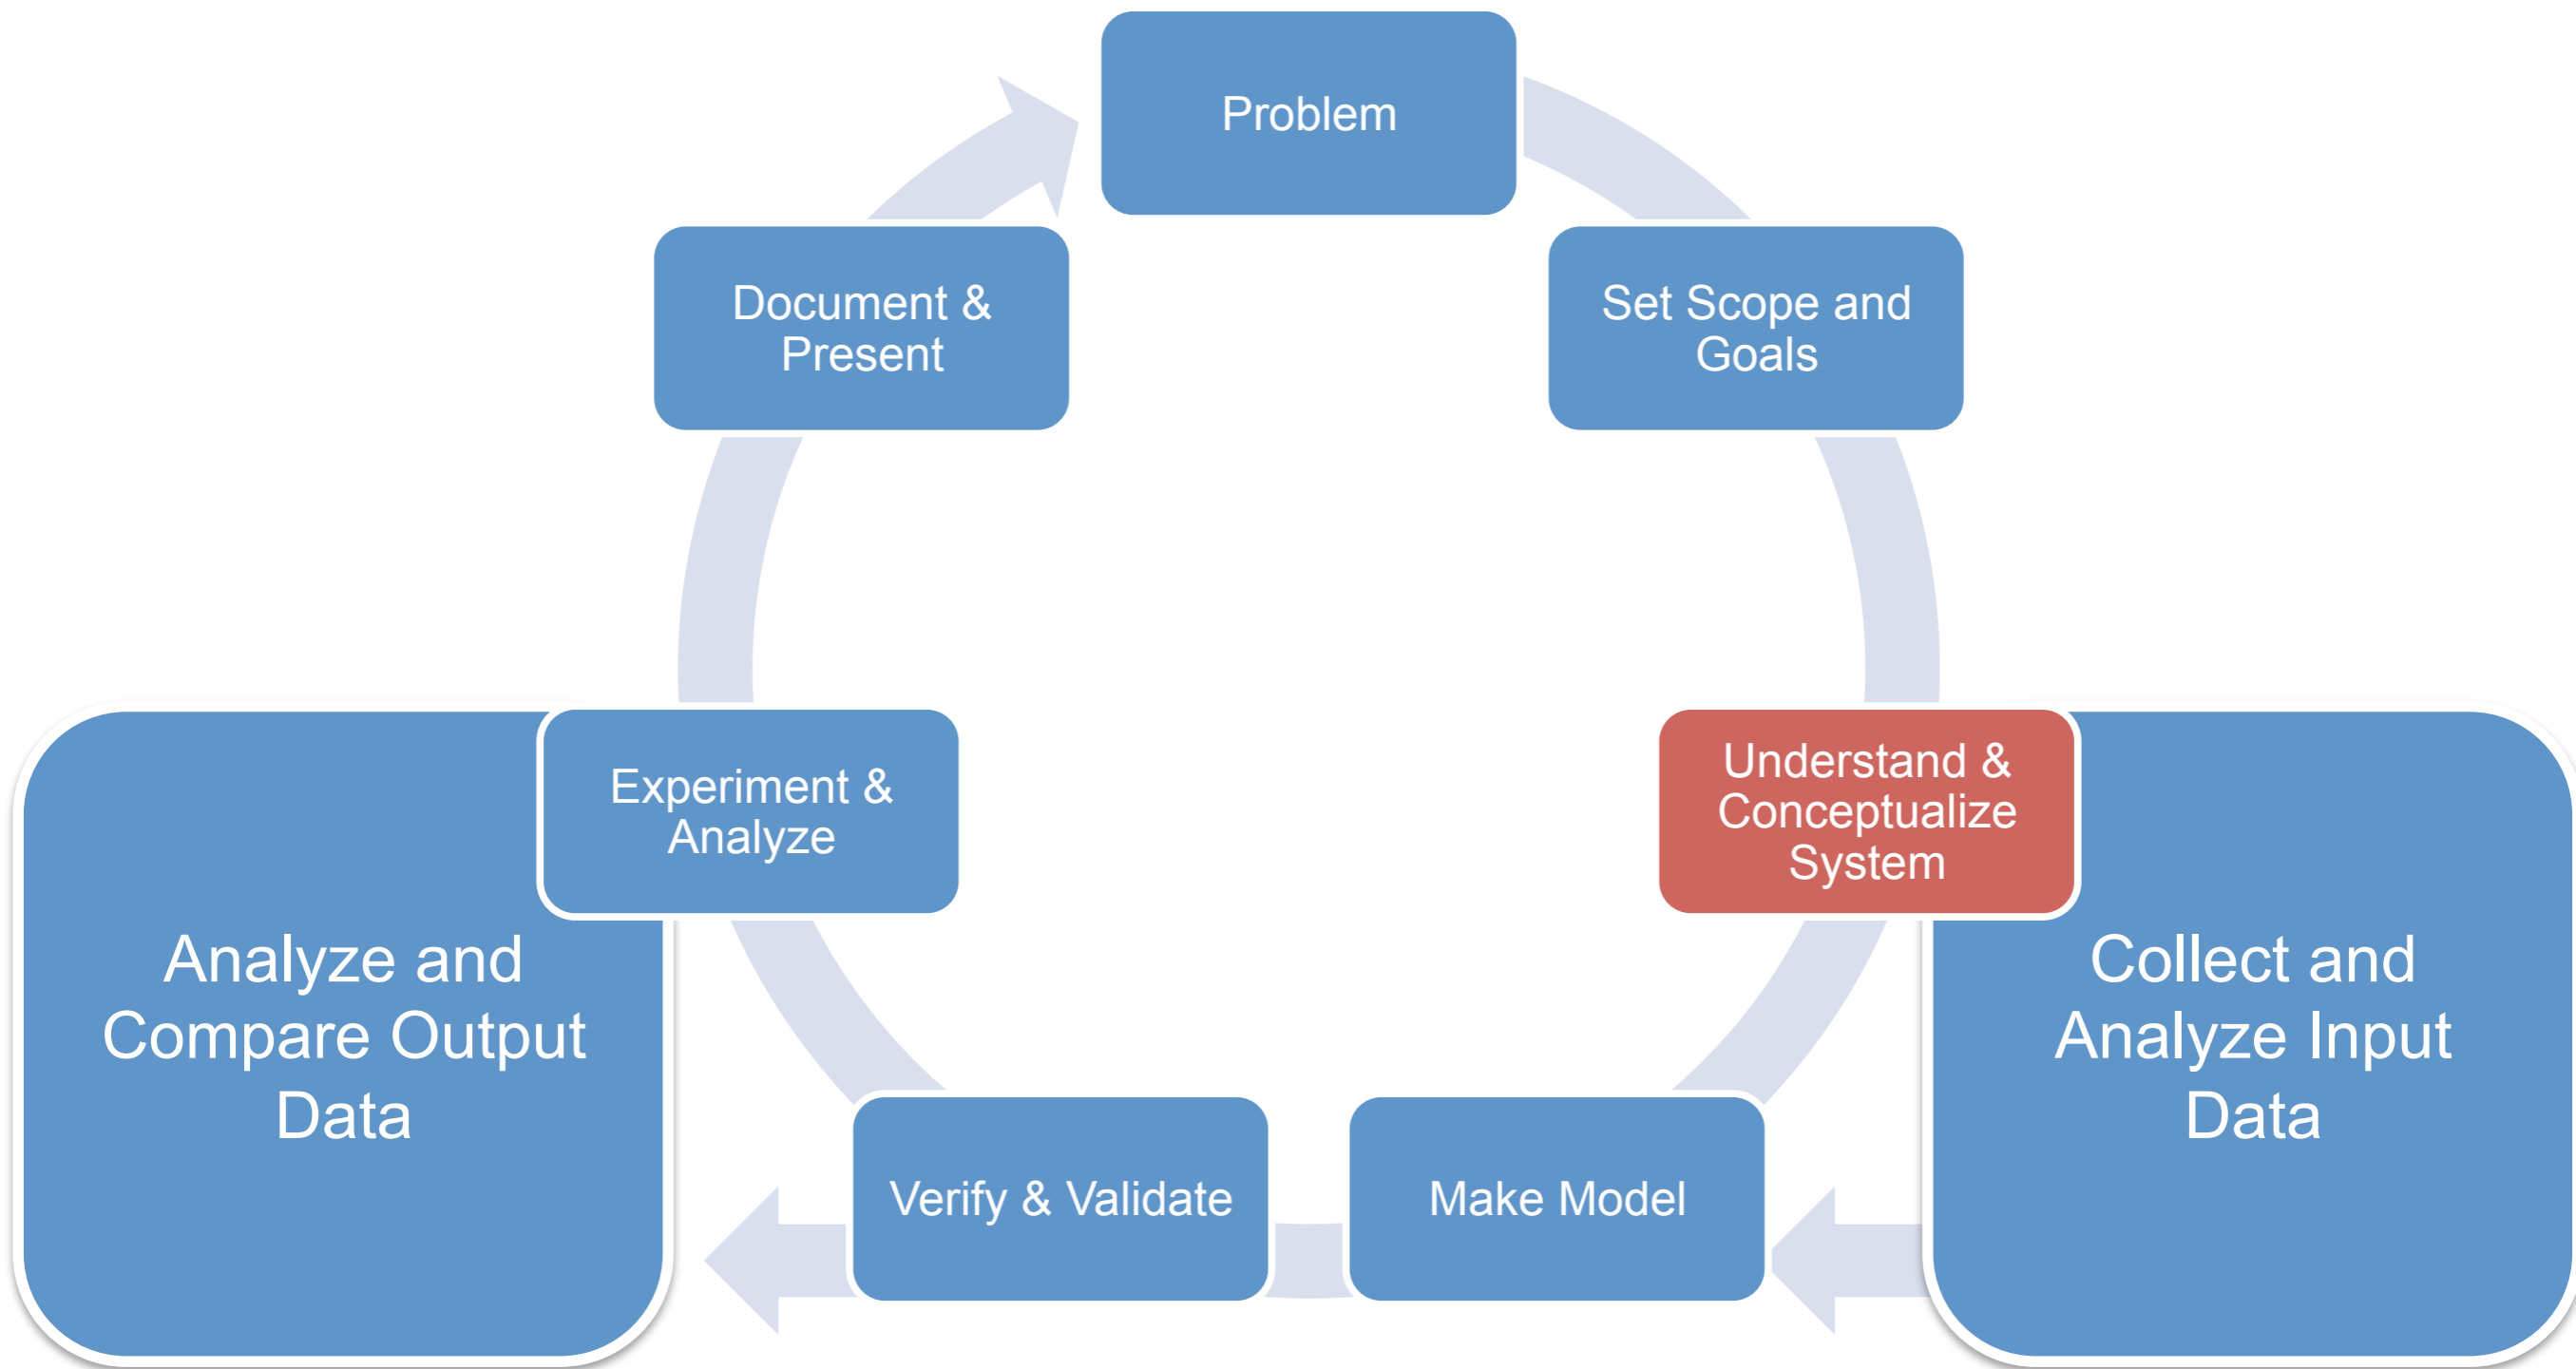 Problem
Set Scope and
Goals
Understand &
Conceptualize
System
Collect and
Analyze Input
Data
Make Model
Verify & Validate
Analyze and
Compare Output
Data
Experiment &
Analyze
Document &
Present